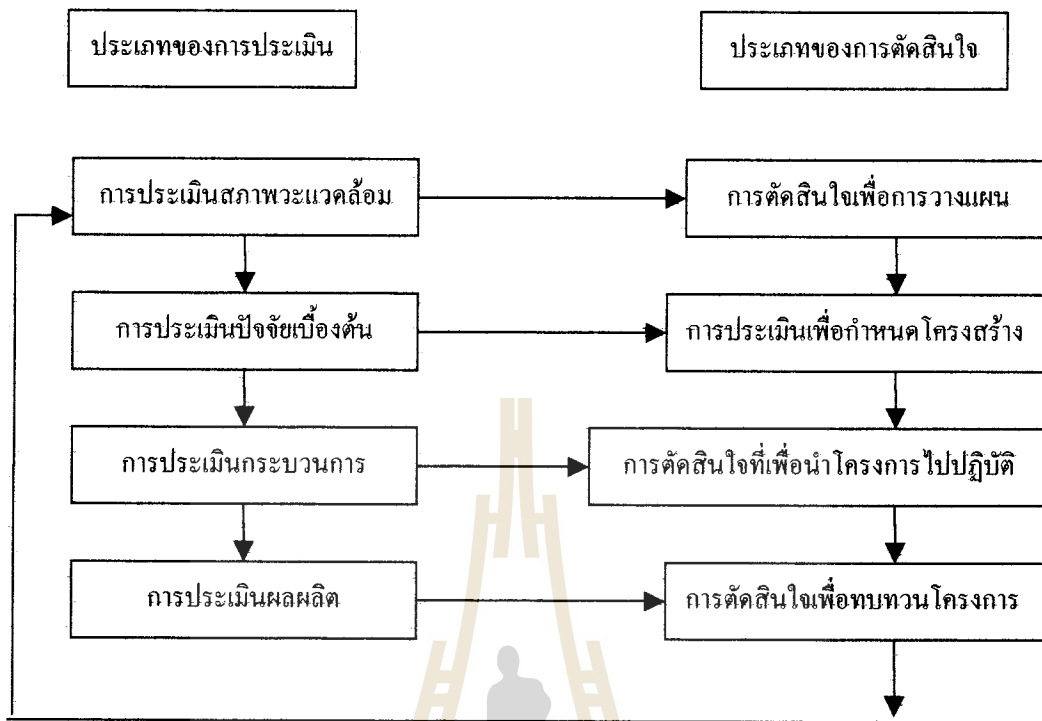 ประเภทของการประเมิน
ประเภทของการตัดสินใจ
การประเมินสภาพวะแวดล้อม
การตัดสินใจเพื่อการวางแผน
การประเมินปัจจัยเบื้องต้น
การประเมินเพื่อกำหนดโครงสร้าง
การประเมินกระบวนการ
การตัดสินใจที่เพื่อนำโครงการไปปฏิบัติ
การประเมินผลผลิต
การตัดสินใจเพื่อทบทวนโครงการ